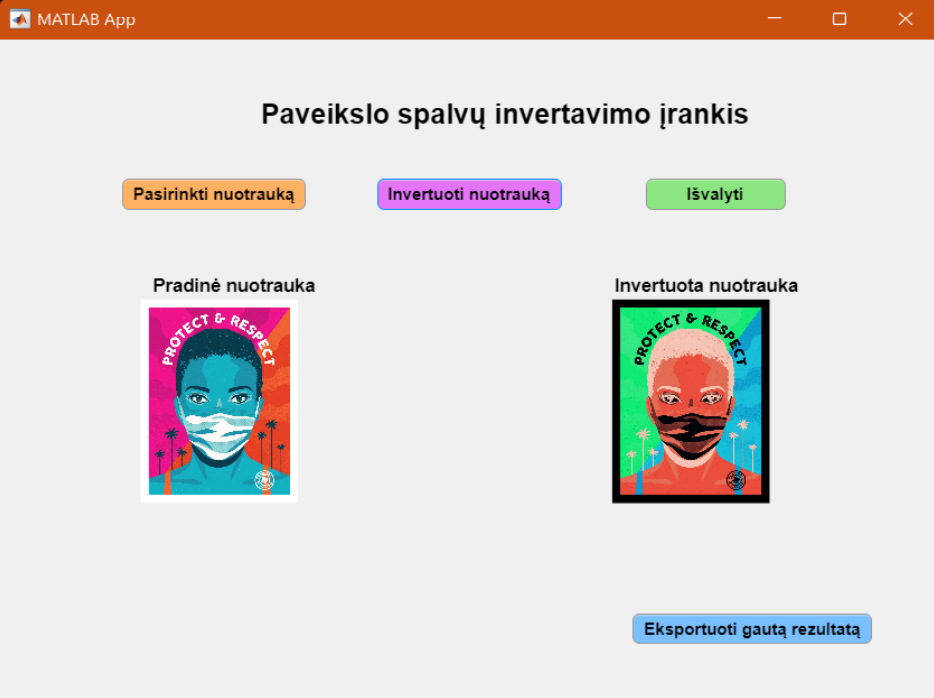 MATLAB App
Paveikslo spalvų invertavimo įrankis
Pasirinkti nuotrauką
Invertuoti nuotrauką
Išvalyti
Pradinė nuotrauka
Invertuota nuotrauka
PROTECT & RESPECT
PROTECT & RESPECT
Eksportuoti gautą rezultatą